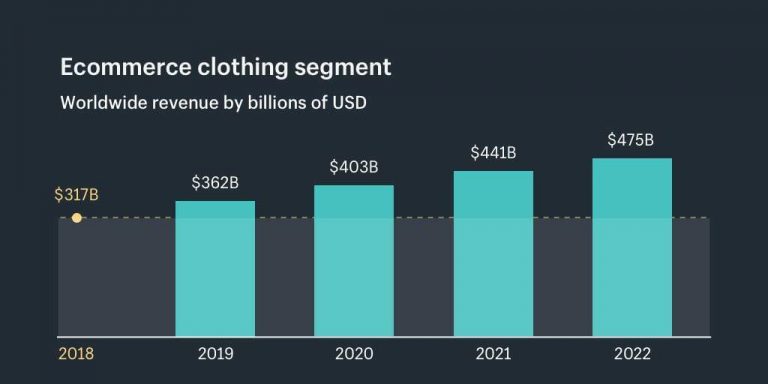 Ecommerce clothing segment
Worldwide revenue by billions of USD
$317B
$362B
$403B
$441B
$475B
2018
2019
2020
2021
2022